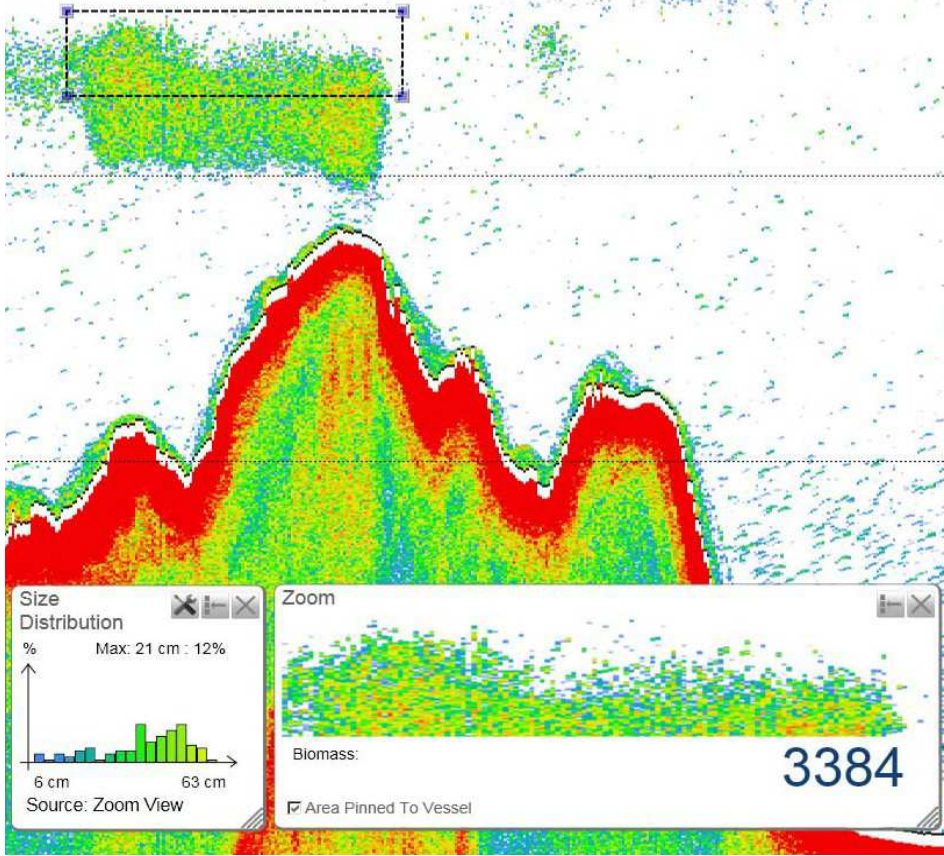 Size
Distribution
%
Max: 21 cm : 12%
6 cm
63 cm
Source: Zoom View
Zoom
Biomass:
3384
Area Pinned To Vessel